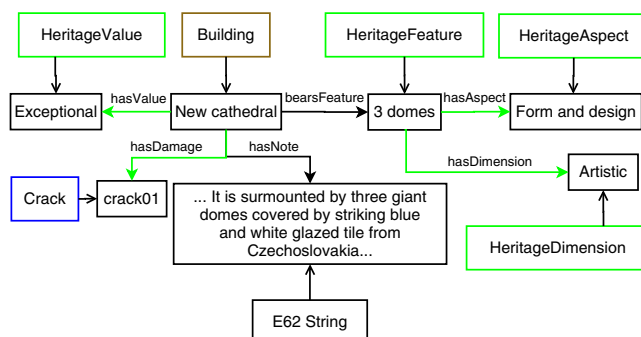 HeritageValue
Building
HeritageFeature
HeritageAspect
Exceptional
hasValue
New cathedral
bearsFeature
3 domes
hasAspect
Form and design
hasDamage
hasNote
hasDimension
Crack
crack01
... It is surmounted by three giant
domes covered by striking blue
and white glazed tile from
Czechoslovakia...
Artistic
HeritageDimension
E62 String